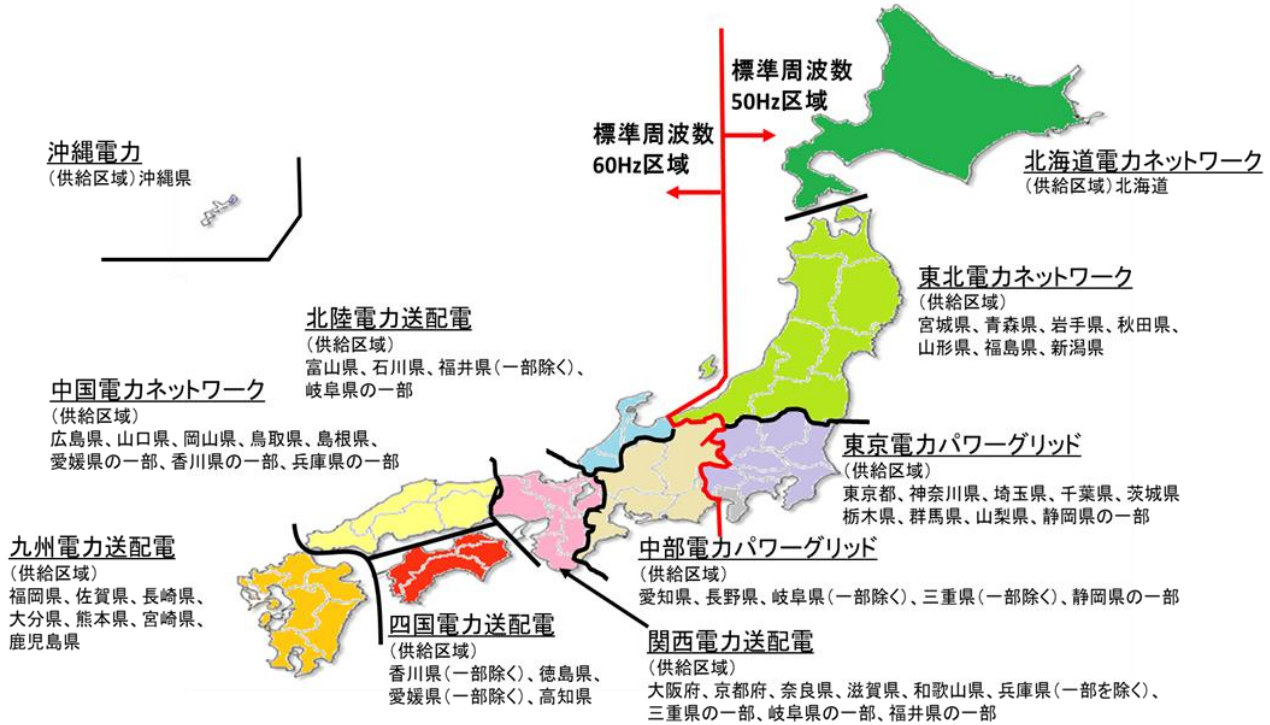 標準周波数
50Hz区域
標準周波数
60Hz区域
沖縄電力
(供給区域)沖縄県
北海道電力ネットワーク
(供給区域)北海道
東北電力ネットワーク
(供給区域)
宮城県、青森県、岩手県、秋田県、
山形県、福島県、新潟県
北陸電力送配電
(供給区域)
富山県、石川県、福井県(一部除く)、
岐阜県の一部
中国電力ネットワーク
(供給区域)
広島県、山口県、岡山県、鳥取県、島根県、
愛媛県の一部、香川県の一部、兵庫県の一部
東京電力パワーグリッド
(供給区域)
東京都、神奈川県、埼玉県、千葉県、茨城県
栃木県、群馬県、山梨県、静岡県の一部
九州電力送配電
(供給区域)
福岡県、佐賀県、長崎県、
大分県、熊本県、宮崎県、
鹿児島県
中部電力パワーグリッド
(供給区域)
愛知県、長野県、岐阜県(一部除く)、三重県(一部除く)、静岡県の一部
四国電力送配電
(供給区域)
香川県(一部除く)、徳島県、
愛媛県(一部除く)、高知県
関西電力送配電
(供給区域)
大阪府、京都府、奈良県、滋賀県、和歌山県、兵庫県(一部を除く)、
三重県の一部、岐阜県の一部、福井県の一部